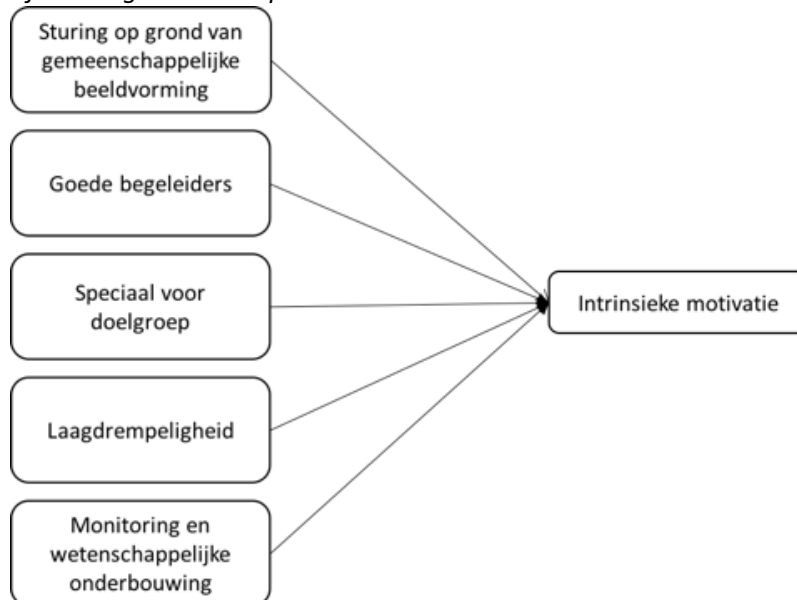 Sturing op grond van
gemeenschappelijke
beeldvorming
Goede begeleiders
Speciaal voor
doelgroep
Laagdrempeligheid
Monitoring en
wetenschappelijke
onderbouwing
Intrinsieke motivatie